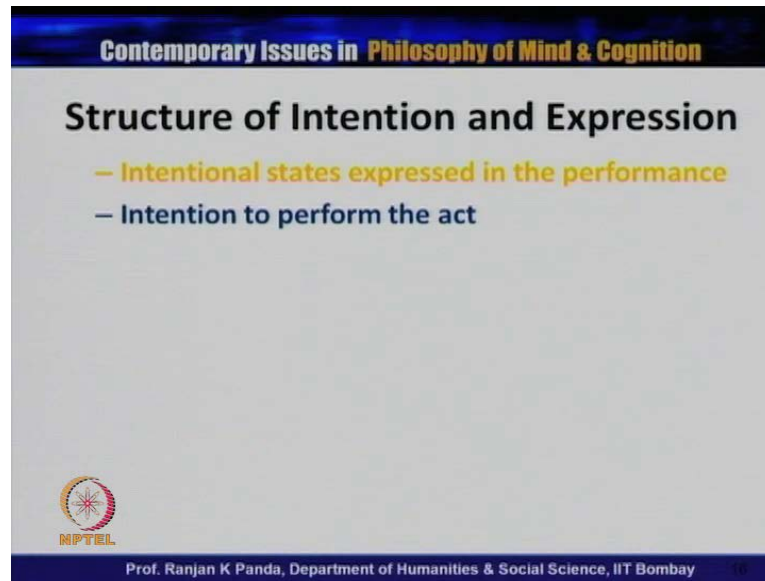 Contemporary Issues in Philosophy of Mind & Cognition
Structure of Intention and Expression
– Intentional states expressed in the performance
– Intention to perform the act
NPTEL
Prof. Ranjan K Panda, Department of Humanities & Social Science, IIT Bombay